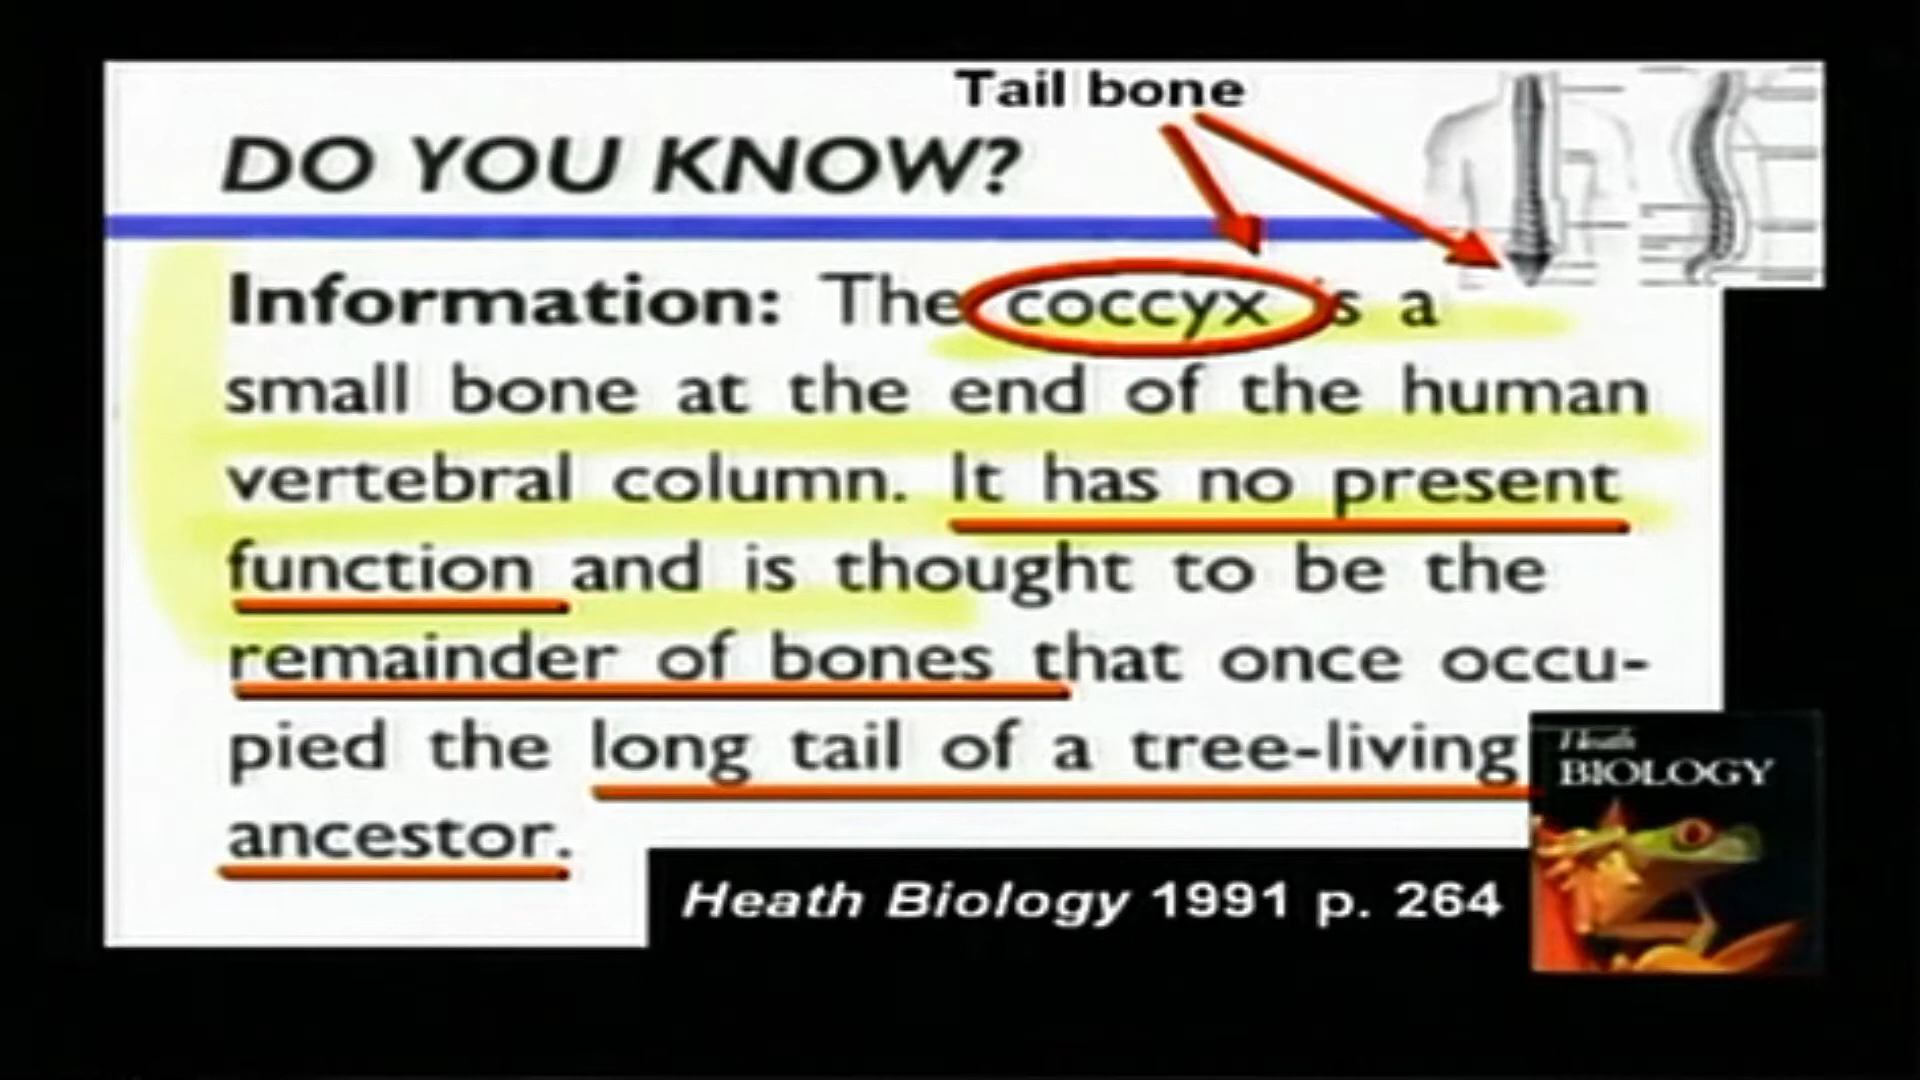 Tail bone
DO YOU KNOW?
Information: The coccyx is a
small bone at the end of the human
vertebral column. It has no present
function and is thought to be the
remainder of bones that once occu-
pied the long tail of a tree-living
ancestor.
Heath
BIOLOGY
Heath Biology 1991 p. 264